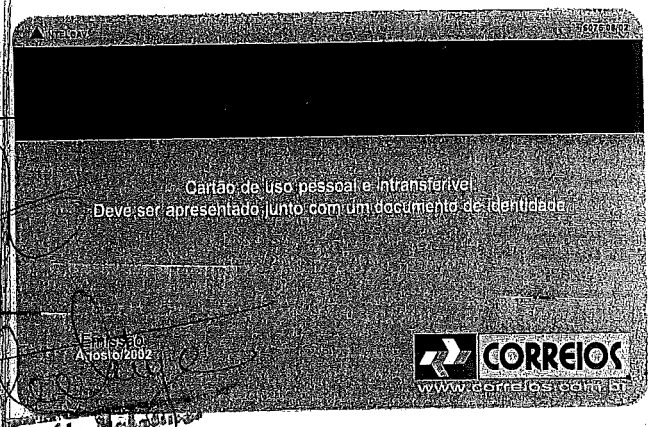 INTELCAV
Cartão de uso pessoal e intransferível.
Deve ser apresentado junto com um documento de identidade.
Emissão
Agosto/2002
CORREIOS
www.correios.com.br